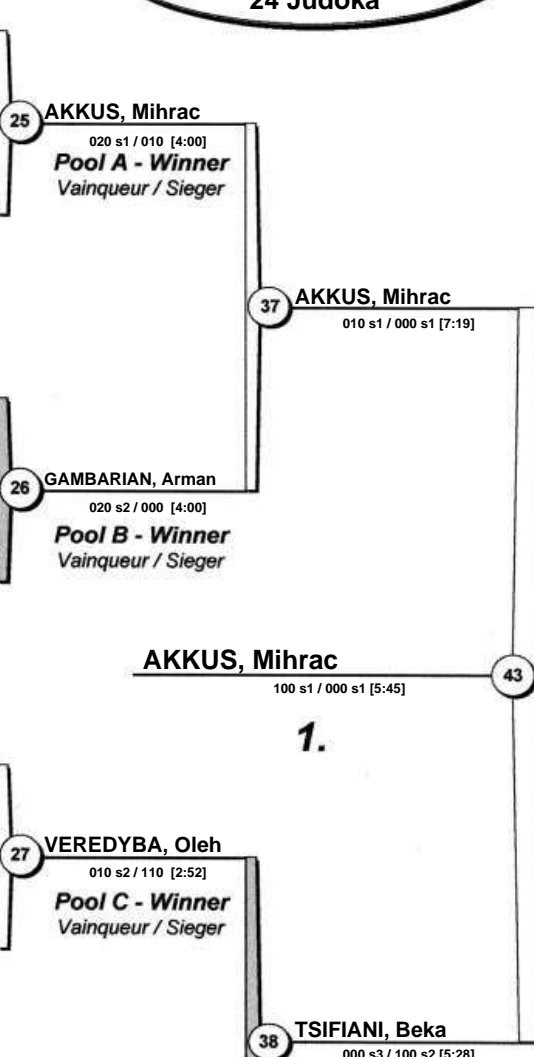 24 Judoka
25
AKKUS, Mihrac
020 s1 / 010 [4:00]
Pool A - Winner
Vainqueur / Sieger
37
AKKUS, Mihrac
010 s1 / 000 s1 [7:19]
26
GAMBARIAN, Arman
020 s2 / 000 [4:00]
Pool B - Winner
Vainqueur / Sieger
AKKUS, Mihrac
43
100 s1 / 000 s1 [5:45]
1.
27
VEREDYBA, Oleh
010 s2 / 110 [2:52]
Pool C - Winner
Vainqueur / Sieger
38
TSIFIANI, Beka
000 s3 / 100 s2 [5:28]